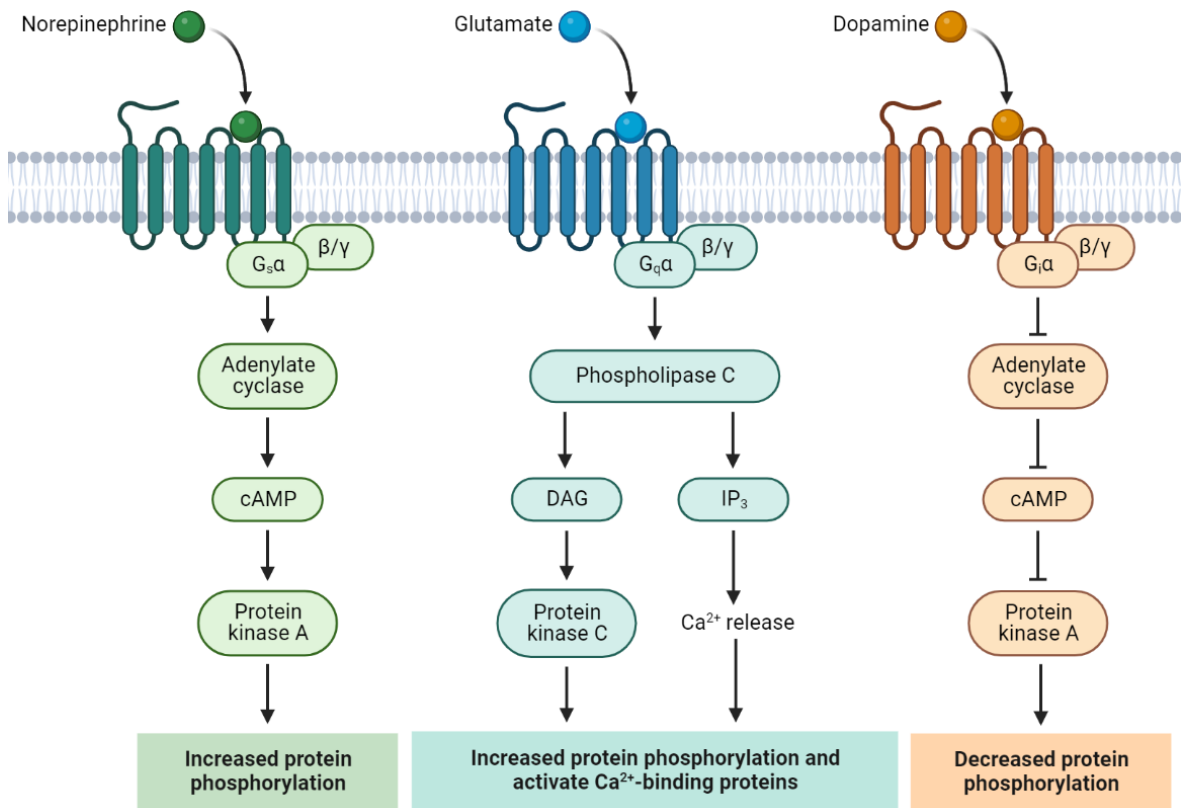 Norepinephrine
Glutamate
Dopamine
β/γ
Gₛα
β/γ
G_qα
β/γ
Gᵢα
Adenylate
cyclase
Phospholipase C
Adenylate
cyclase
cAMP
DAG
IP₃
cAMP
Protein
kinase A
Protein
kinase C
Ca²⁺ release
Protein
kinase A
Increased protein
phosphorylation
Increased protein phosphorylation and
activate Ca²⁺-binding proteins
Decreased protein
phosphorylation